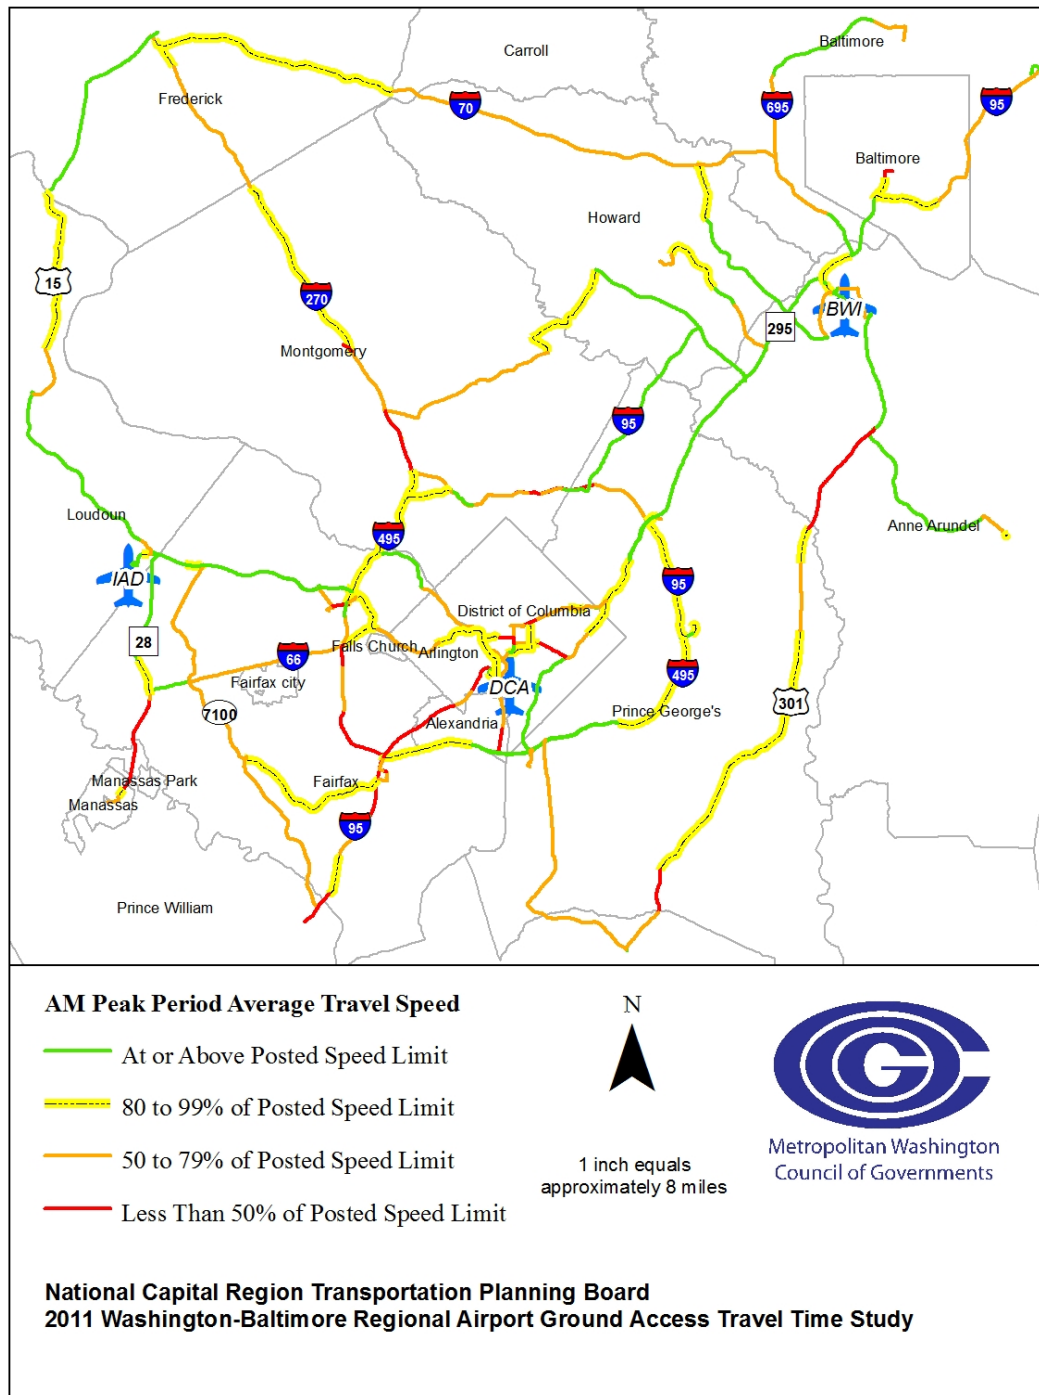 Carroll
Baltimore
Frederick
70
695
95
Baltimore
Howard
15
270
BWI
295
Montgomery
95
Loudoun
495
Anne Arundel
IAD
95
District of Columbia
28
Falls Church
Arlington
66
Fairfax city
495
DCA
7100
Prince George's
301
Alexandria
Manassas Park
Fairfax
Manassas
95
Prince William
AM Peak Period Average Travel Speed
At or Above Posted Speed Limit
80 to 99% of Posted Speed Limit
50 to 79% of Posted Speed Limit
Less Than 50% of Posted Speed Limit
N
1 inch equals
approximately 8 miles
COG
Metropolitan Washington
Council of Governments
National Capital Region Transportation Planning Board
2011 Washington-Baltimore Regional Airport Ground Access Travel Time Study